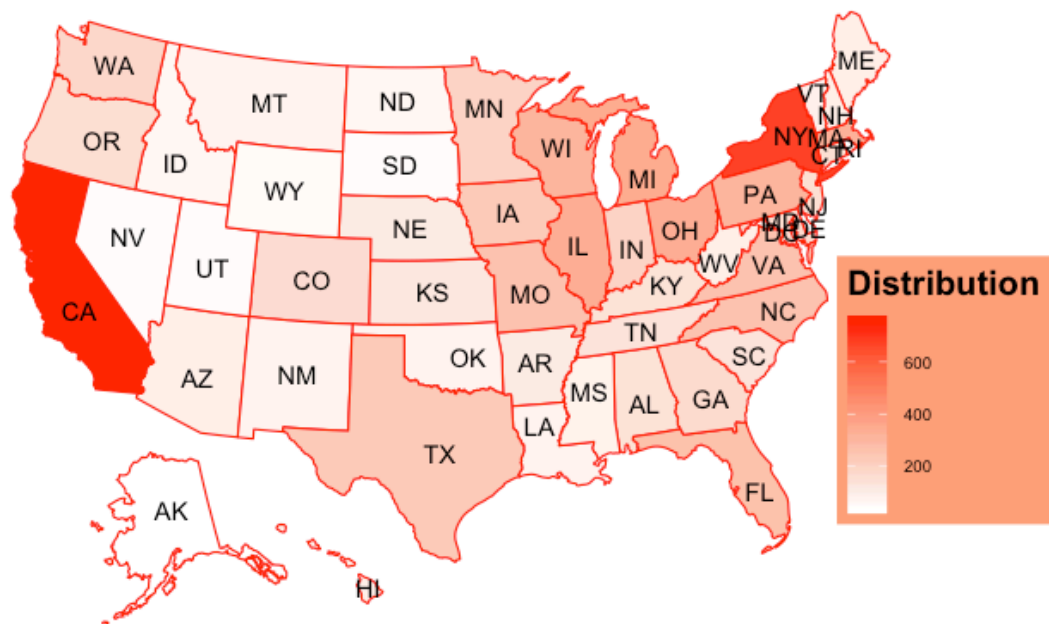 WA
MT
ND
MN
ME
VT
NH
OR
ID
SD
WI
MI
NY
MA
CT
RI
WY
IA
PA
NJ
NV
UT
NE
IL
IN
OH
MD
DE
DC
CO
KS
MO
KY
WV
VA
CA
AZ
NM
OK
AR
TN
NC
SC
MS
AL
GA
LA
TX
FL
AK
HI
Distribution
600
400
200